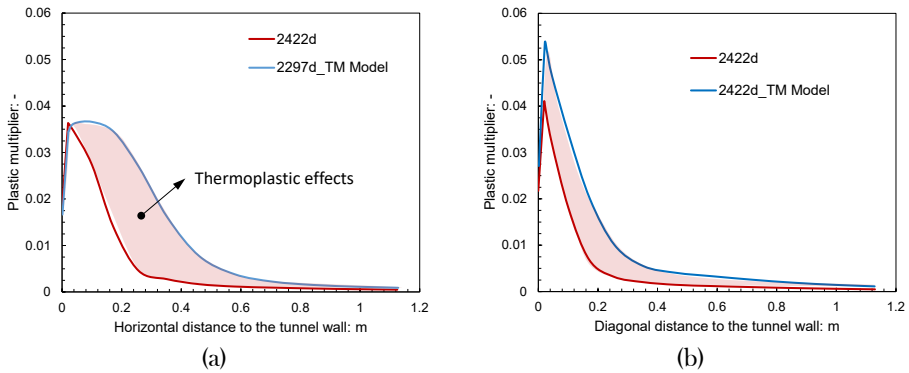 0.06
0.05
0.04
0.03
0.02
0.01
0
Plastic multiplier: -
2422d
2297d_TM Model
Thermoplastic effects
0 0.2 0.4 0.6 0.8 1 1.2
Horizontal distance to the tunnel wall: m
(a)
0.06
0.05
0.04
0.03
0.02
0.01
0
Plastic multiplier: -
2422d
2422d_TM Model
0 0.2 0.4 0.6 0.8 1 1.2
Diagonal distance to the tunnel wall: m
(b)